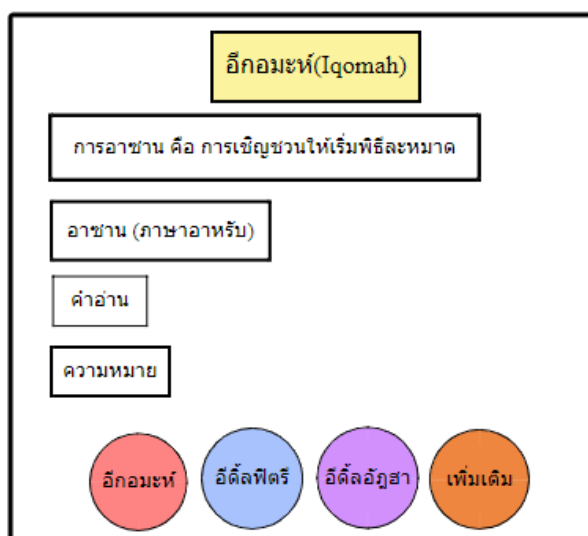 อีกอมะห์(Iqomah)
การอาซาน คือ การเชิญชวนให้เริ่มพิธีละหมาด
อาซาน (ภาษาอาหรับ)
คำอ่าน
ความหมาย
อีกอมะห์
อีดิ้ลฟิตรี
อีดิ้ลอัฎฮา
เพิ่มเติม